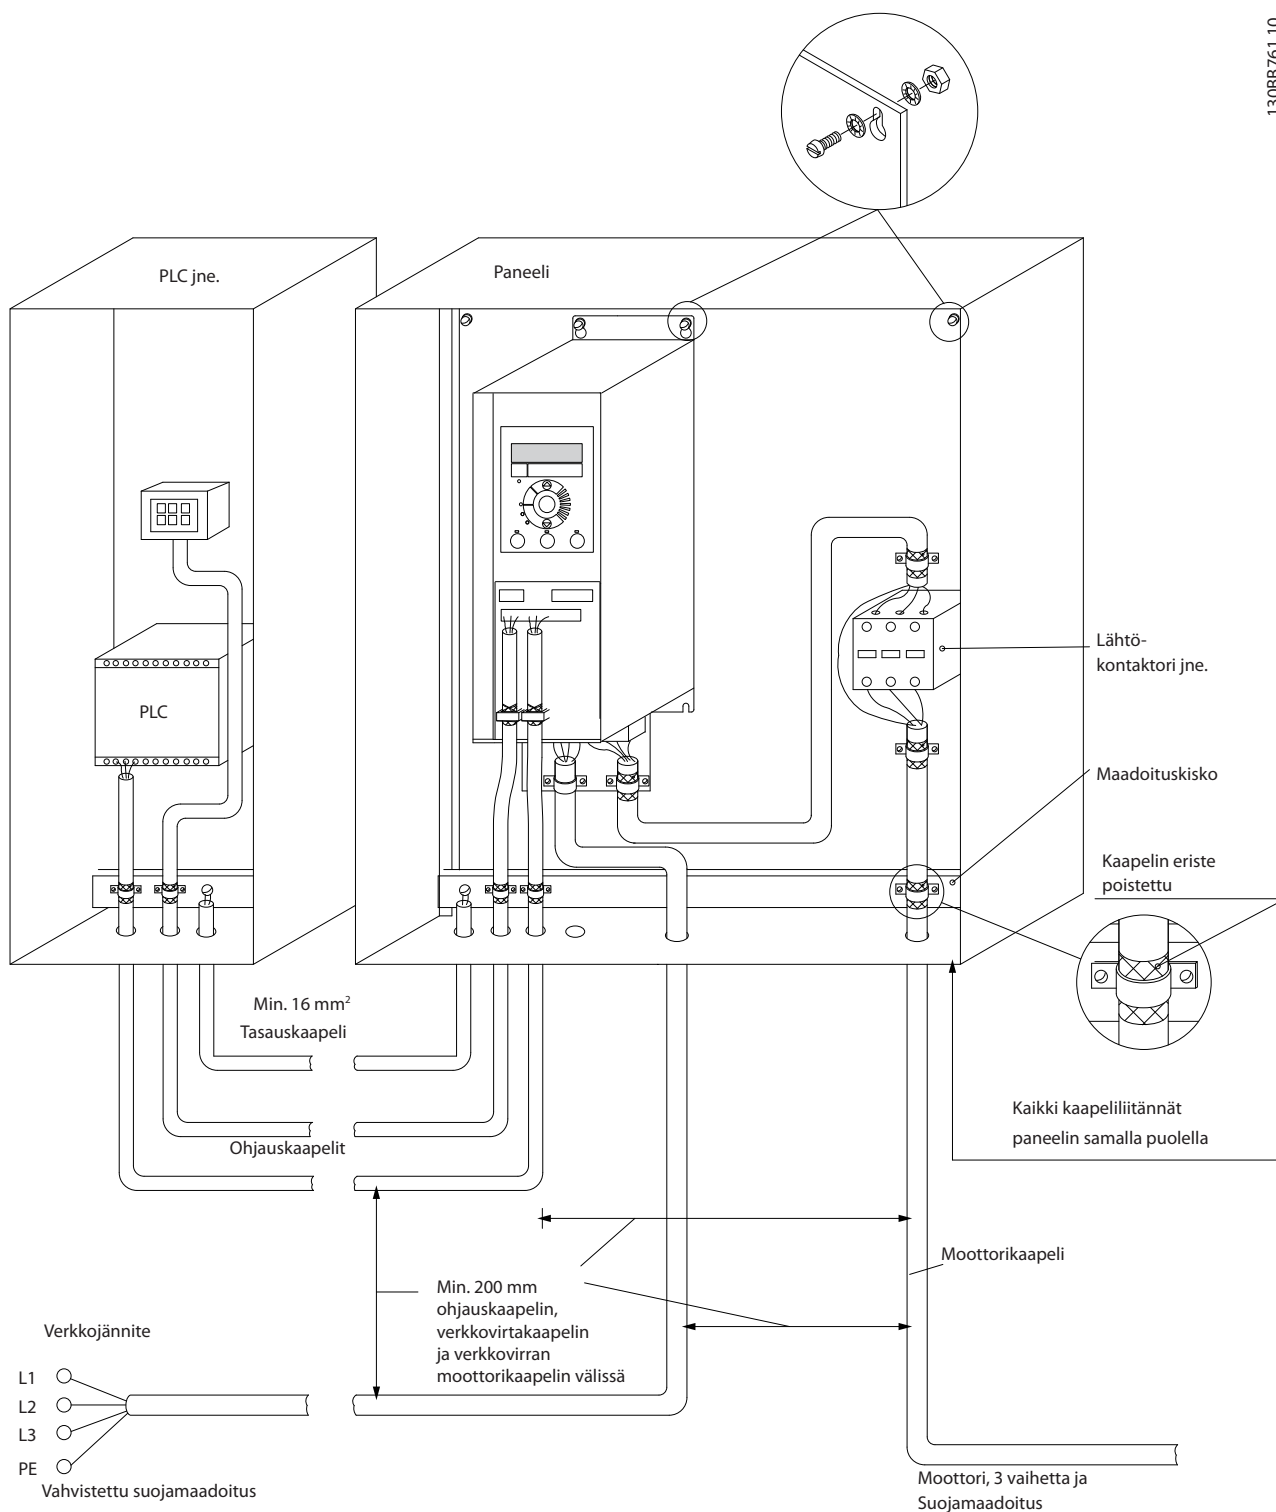 130BB761.10
PLC jne.
Paneeli
PLC
Lähtö-
kontaktori jne.
Maadoituskisko
Kaapelin eriste
poistettu
Min. 16 mm²
Tasauskaapeli
Ohjauskaapelit
Kaikki kaapeliliitännät
paneelin samalla puolella
Moottorikaapeli
Min. 200 mm
ohjauskaapelin,
verkkovirtakaapelin
ja verkkovirran
moottorikaapelin välissä
Verkkojännite
L1
L2
L3
PE
Vahvistettu suojamaadoitus
Moottori, 3 vaihetta ja
Suojamaadoitus